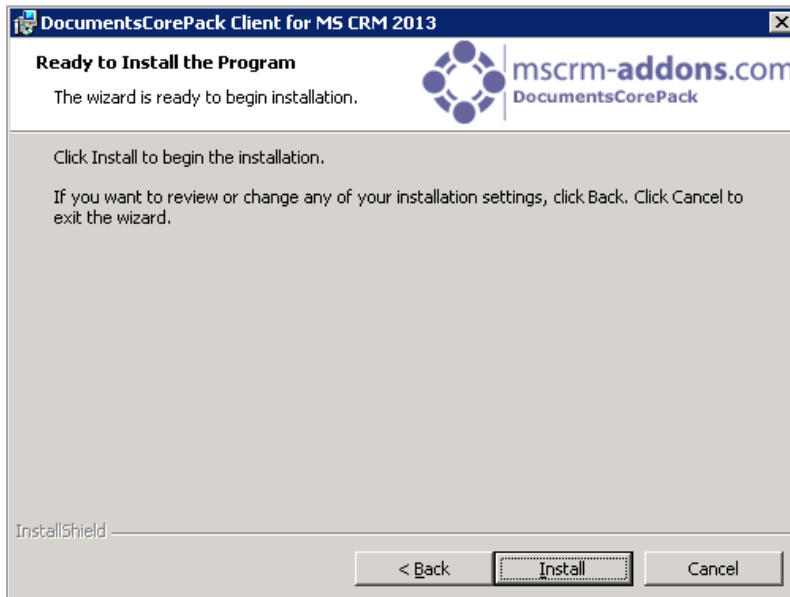 DocumentsCorePack Client for MS CRM 2013
Ready to Install the Program
The wizard is ready to begin installation.
mscrm-addons.com
DocumentsCorePack
Click Install to begin the installation.
If you want to review or change any of your installation settings, click Back. Click Cancel to
exit the wizard.
InstallShield
< Back
Install
Cancel